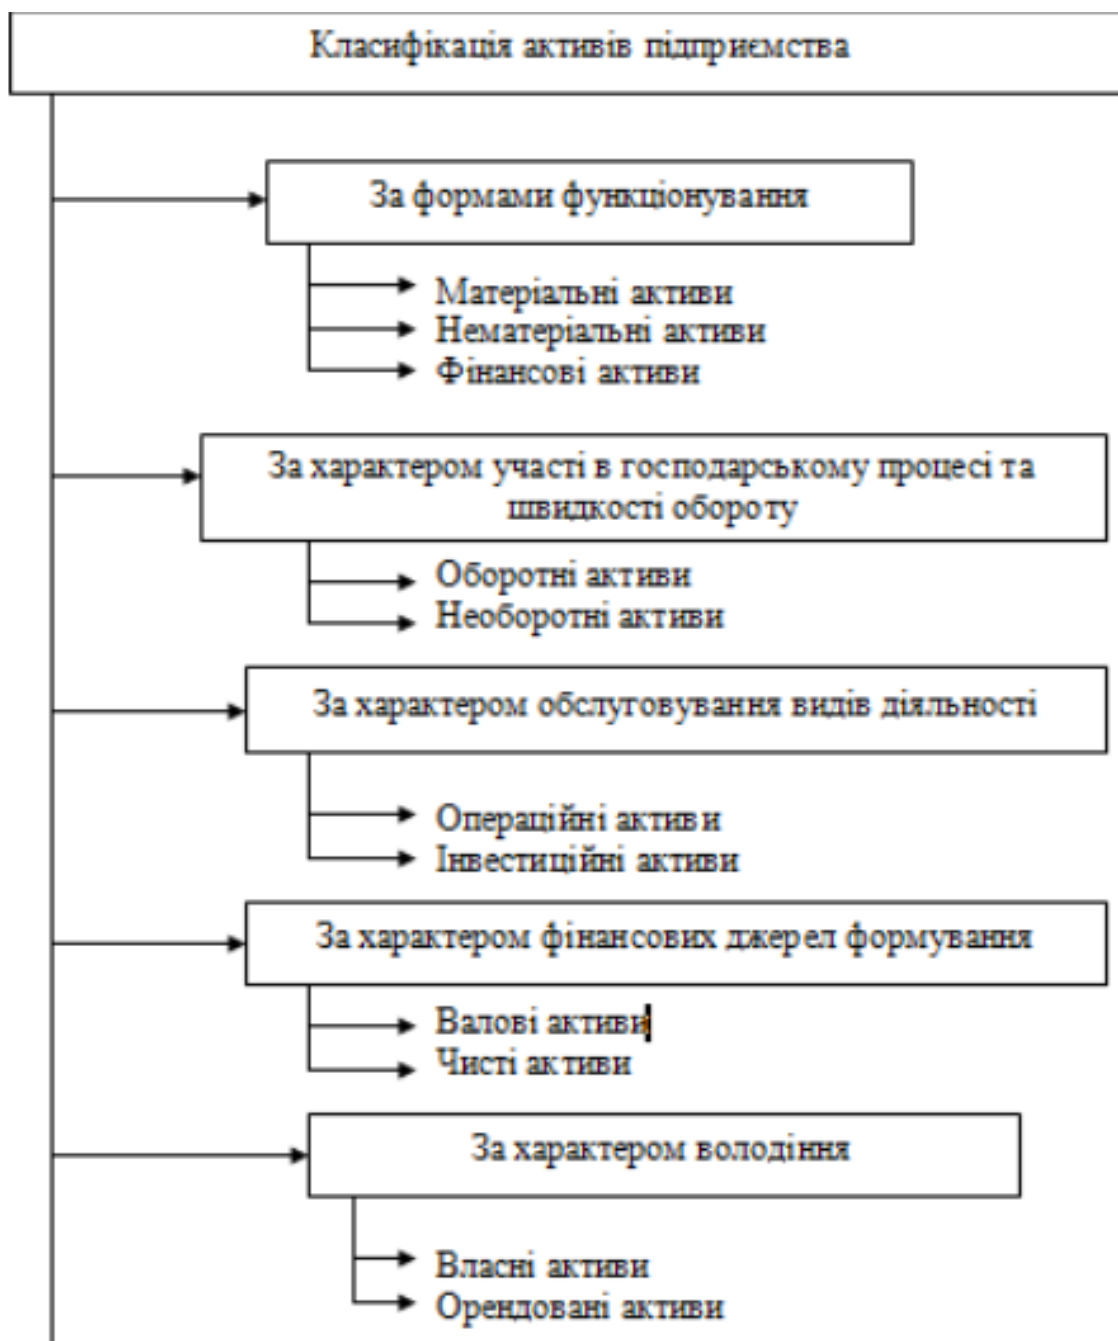 Класифікація активів підприємства
За формами функціонування
Матеріальні активи
Нематеріальні активи
Фінансові активи
За характером участі в господарському процесі та
швидкості обороту
Оборотні активи
Необоротні активи
За характером обслуговування видів діяльності
Операційні активи
Інвестиційні активи
За характером фінансових джерел формування
Валові активи
Чисті активи
За характером володіння
Власні активи
Орендовані активи